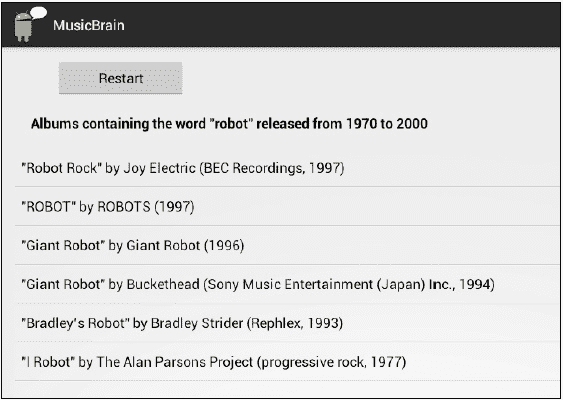 MusicBrain
Restart
Albums containing the word "robot" released from 1970 to 2000
"Robot Rock" by Joy Electric (BEC Recordings, 1997)
"ROBOT" by ROBOTS (1997)
"Giant Robot" by Giant Robot (1996)
"Giant Robot" by Buckethead (Sony Music Entertainment (Japan) Inc., 1994)
"Bradley's Robot" by Bradley Strider (Rephlex, 1993)
"I Robot" by The Alan Parsons Project (progressive rock, 1977)